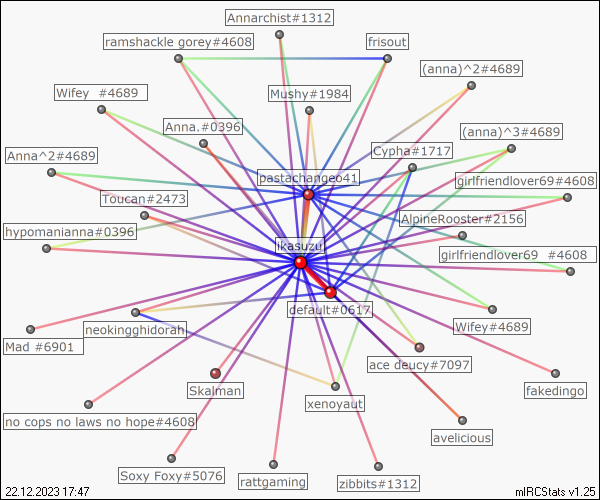 Annarchist#1312
ramshackle gorey#4608
frisout
(anna)^2#4689
Wifey #4689
Mushy#1984
Anna.#0396
(anna)^3#4689
Cypha#1717
Anna^2#4689
pastachangeo41
girlfriendlover69#4608
Toucan#2473
AlpineRooster#2156
hypomanianna#0396
ikasuzu
girlfriendlover69 #4608
default#0617
neokingghidorah
Wifey#4689
Mad #6901
ace deucy#7097
Skalman
fakedingo
xenoyaut
no cops no laws no hope#4608
avelicious
Soxy Foxy#5076
rattgaming
zibbits#1312
22.12.2023 17:47
mIRCStats v1.25